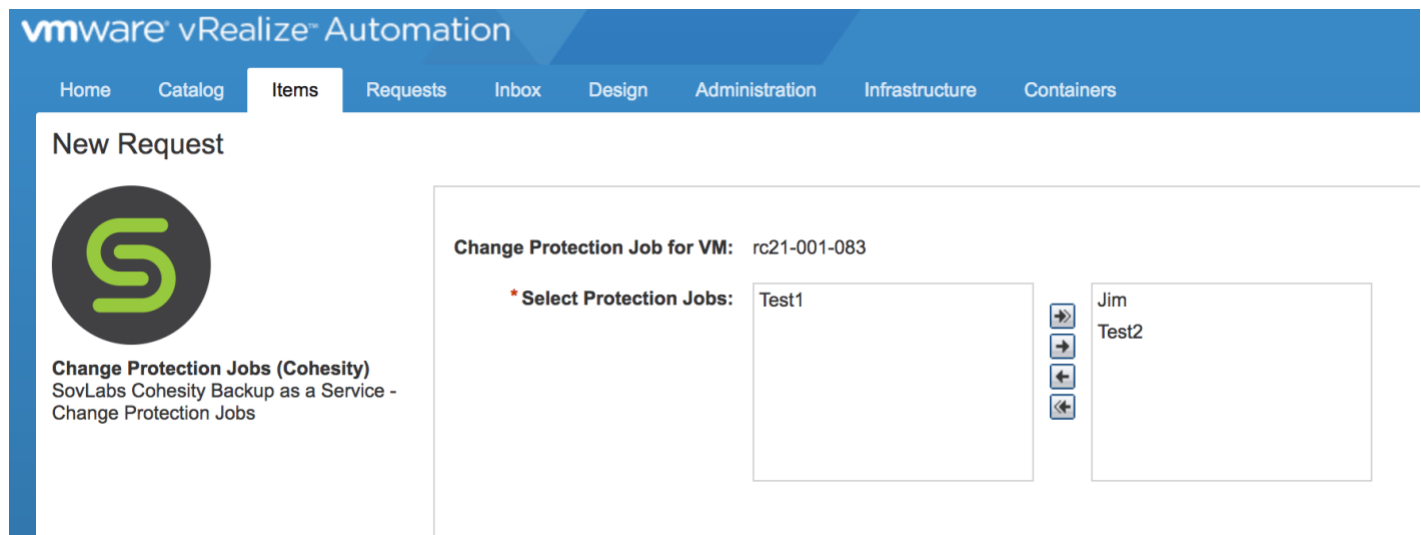 vmware® vRealize™ Automation
Home Catalog Items Requests Inbox Design Administration Infrastructure Containers
New Request
Change Protection Job for VM: rc21-001-083
*Select Protection Jobs: Test1 Jim
Test2
Change Protection Jobs (Cohesity)
SovLabs Cohesity Backup as a Service -
Change Protection Jobs